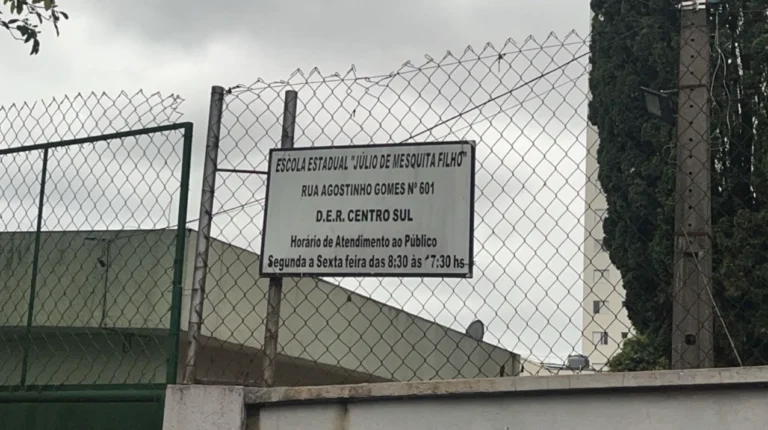 ESCOLA ESTADUAL "JÚLIO DE MESQUITA FILHO"
RUA AGOSTINHO GOMES Nº 601
D.E.R. CENTRO SUL
Horário de Atendimento ao Público
Segunda a Sexta feira das 8:30 às 17:30 hs